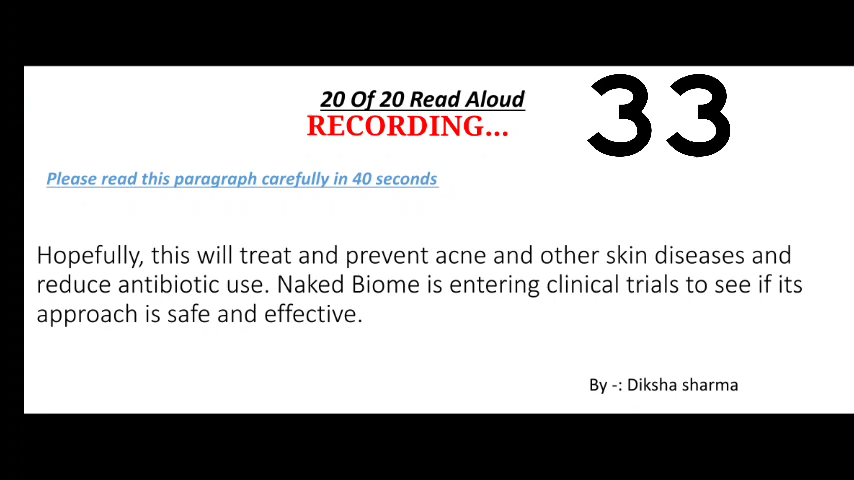 20 Of 20 Read Aloud
33
RECORDING...
Please read this paragraph carefully in 40 seconds
Hopefully, this will treat and prevent acne and other skin diseases and
reduce antibiotic use. Naked Biome is entering clinical trials to see if its
approach is safe and effective.
By -: Diksha sharma